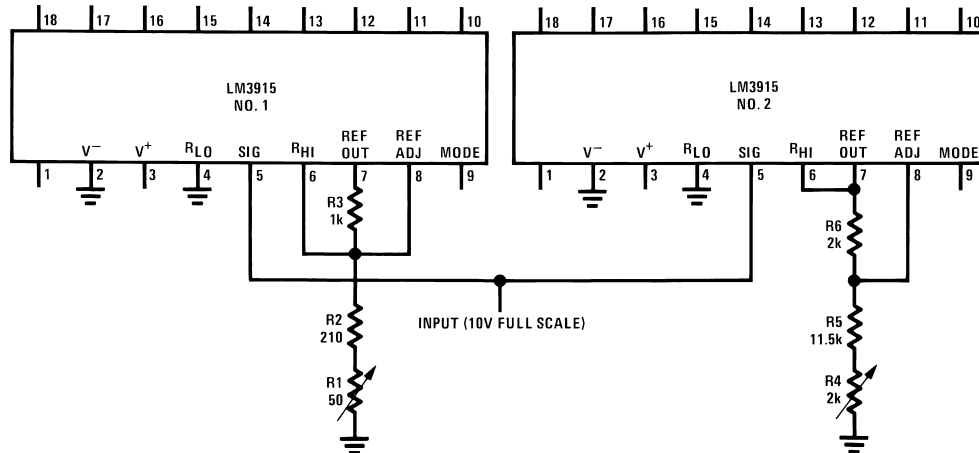 18 17 16 15 14 13 12 11 10
LM3915
NO. 1
V⁻ V⁺ RLO SIG RHI REF OUT REF ADJ MODE
1 2 3 4 5 6 7 8 9
R3
1k
R2
210
R1
50
18 17 16 15 14 13 12 11 10
LM3915
NO. 2
V⁻ V⁺ RLO SIG RHI REF OUT REF ADJ MODE
1 2 3 4 5 6 7 8 9
R6
2k
R5
11.5k
R4
2k
INPUT (10V FULL SCALE)